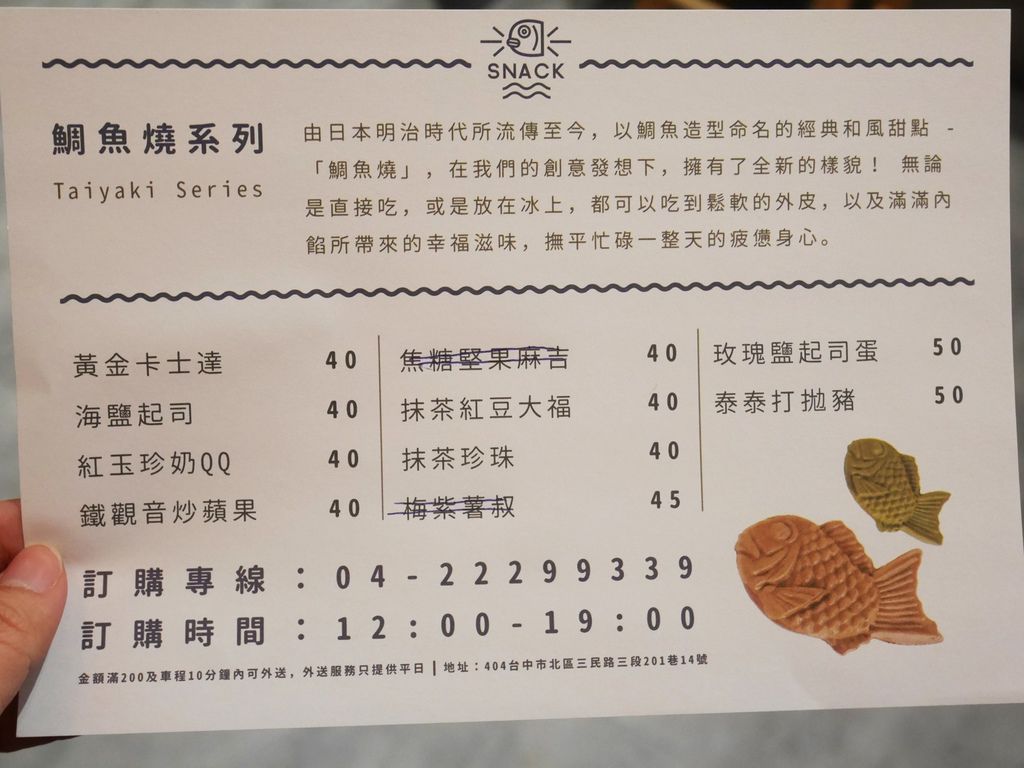 SNACK
鯛魚燒系列
Taiyaki Series
由日本明治時代所流傳至今，以鯛魚造型命名的經典和風甜點 -
「鯛魚燒」，在我們的創意發想下，擁有了全新的樣貌！ 無論
是直接吃，或是放在冰上，都可以吃到鬆軟的外皮，以及滿滿內
餡所帶來的幸福滋味，撫平忙碌一整天的疲憊身心。
黃金卡士達 40
海鹽起司 40
紅玉珍奶QQ 40
鐵觀音炒蘋果 40
焦糖堅果麻吉 40
抹茶紅豆大福 40
抹茶珍珠 40
梅紫薯叔 45
玫瑰鹽起司蛋 50
泰泰打拋豬 50
訂購專線：04-22299339
訂購時間：12:00-19:00
金額滿200及車程10分鐘內可外送，外送服務只提供平日 | 地址：404台中市北區三民路三段201巷14號